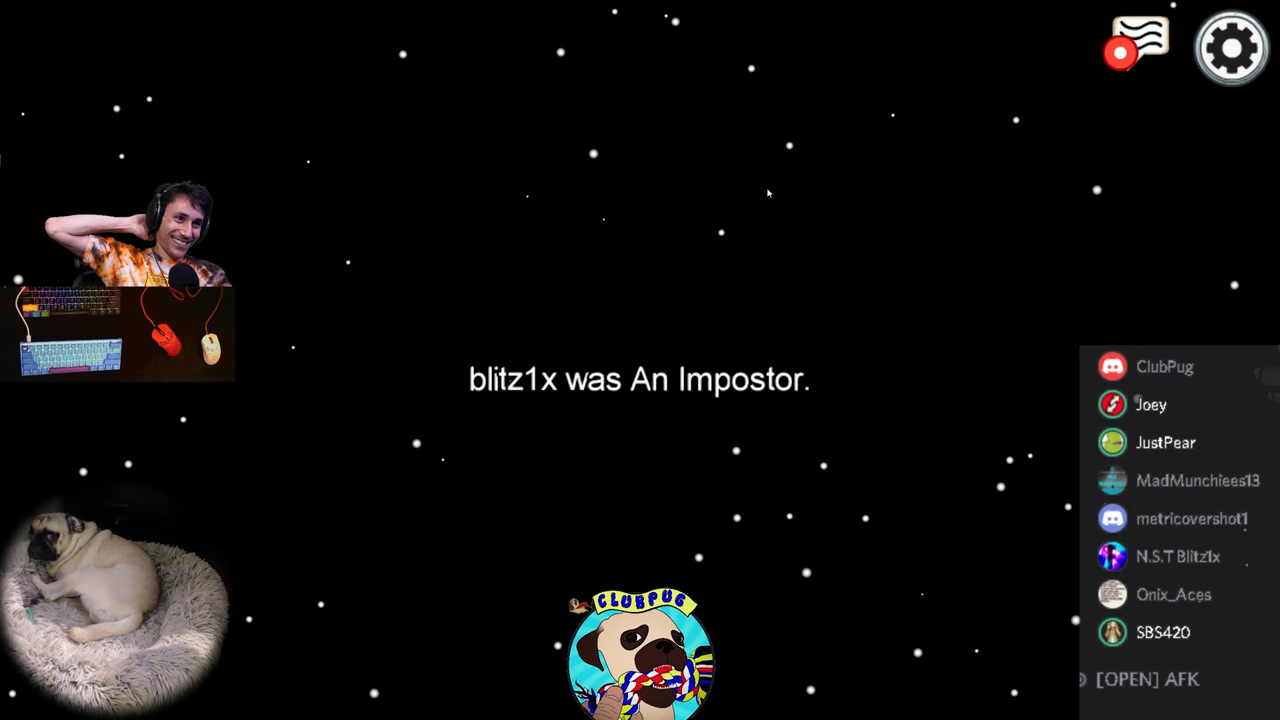 blitz1x was An Impostor.
ClubPug
Joey
JustPear
MadMunchiees13
metricovershot1
N.S.T Blitz1x
Onix_Aces
SBS420
[OPEN] AFK
CLUBPUG